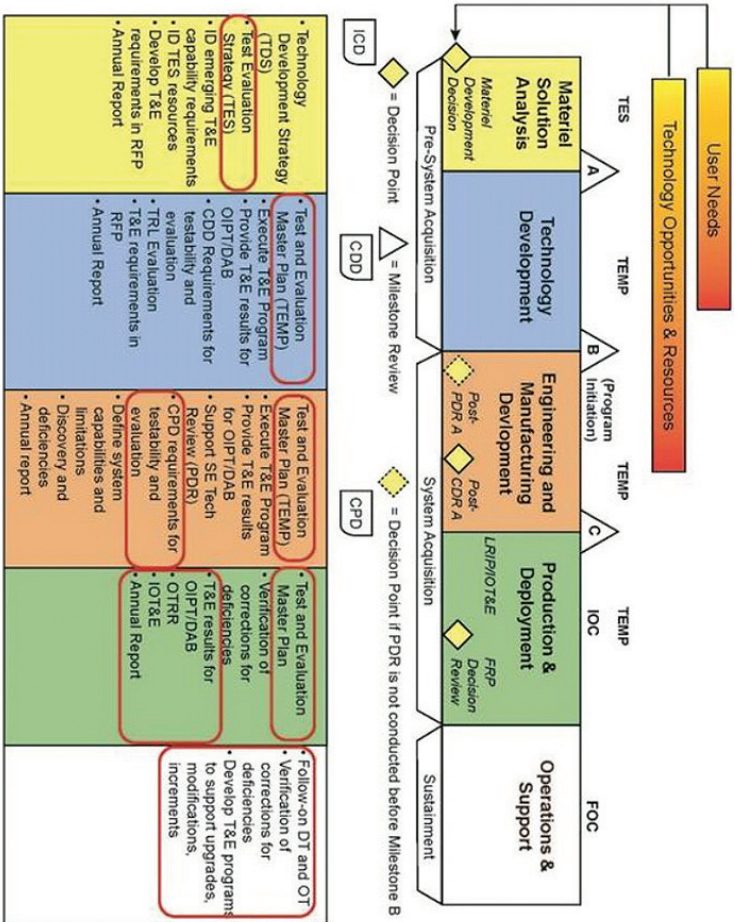 User Needs
Technology Opportunities & Resources
TES
TEMP
(Program
Initiation)
TEMP
TEMP
IOC
FOC
A
B
C
Materiel
Solution
Analysis
Materiel
Development
Decision
Technology
Development
Engineering and
Manufacturing
Devlopment
Post-
PDR A
Post-
CDR A
Production &
Deployment
LRIP/IOT&E
FRP
Decision
Review
Operations &
Support
Pre-System Acquisition
System Acquisition
Sustainment
= Decision Point
= Milestone Review
= Decision Point if PDR is not conducted before Milestone B
ICD
CDD
CPD
• Technology
Development Strategy
(TDS)
• Test Evaluation
Strategy (TES)
• ID emerging T&E
capability requirements
• ID TES resources
• Develop T&E
requirements in RFP
• Annual Report
• Test and Evaluation
Master Plan (TEMP)
• Execute T&E Program
• Provide T&E results for
OIPT/DAB
• CDD Requirements for
testability and
evaluation
• TRL Evaluation
• T&E requirements in
RFP
• Annual Report
• Test and Evaluation
Master Plan (TEMP)
• Execute T&E Program
• Provide T&E results
for OIPT/DAB
• Support SE Tech
Review (PDR)
• CPD requirements for
testability and
evaluation
• Define system
capabilities and
limitations
• Discovery and
deficiencies
• Annual report
• Test and Evaluation
Master Plan
• Verification of
corrections for
deficiencies
• T&E results for
OIPT/DAB
• OTRR
• IOT&E
• Annual Report
• Follow-on DT and OT
• Verification of
corrections for
deficiencies
• Develop T&E programs
to support upgrades,
modifications,
increments